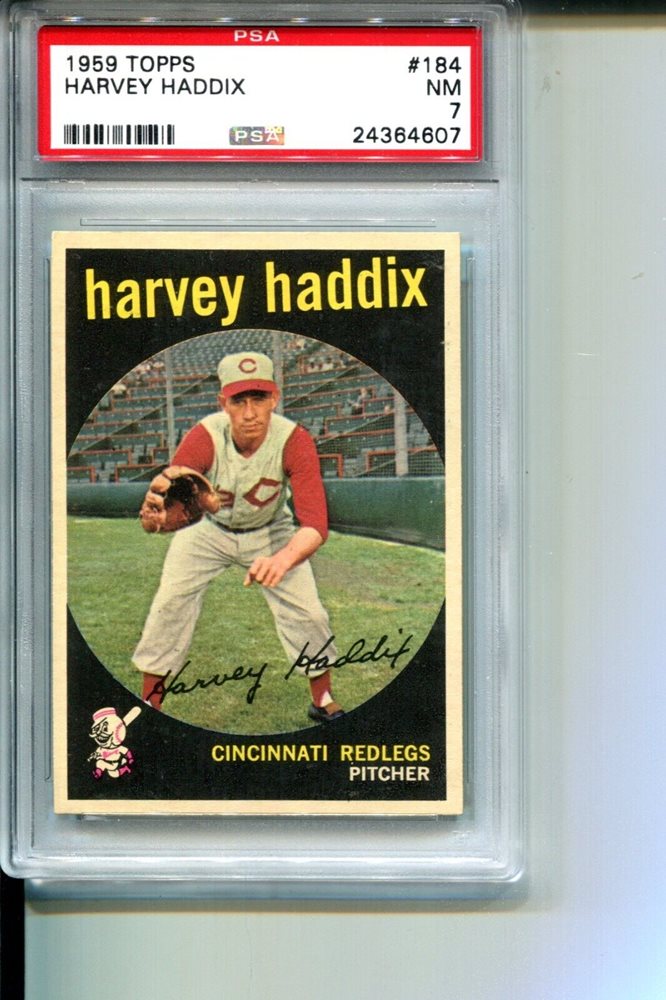 PSA
1959 TOPPS #184
HARVEY HADDIX NM
7
PSA 24364607
harvey haddix
C
C
Harvey Haddix
CINCINNATI REDLEGS
PITCHER